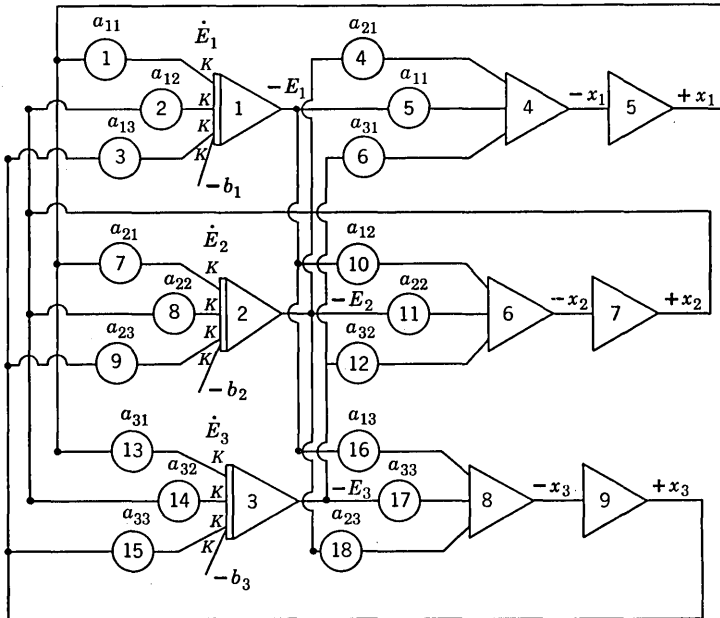 a11 Ė1 a21
1 K 4
a12 −E1 a11
2 K 1 5 4 −x1 5 +x1
a13 K a31
3 K 6
−b1
a21 Ė2 a12
7 K 10
a22 a22
8 K 2 −E2 11 6 −x2 7 +x2
a23 K a32
9 K 12
−b2
a31 Ė3 a13
13 K 16
a32 a33
14 K 3 −E3 17 8 −x3 9 +x3
a33 K a23
15 K 18
−b3